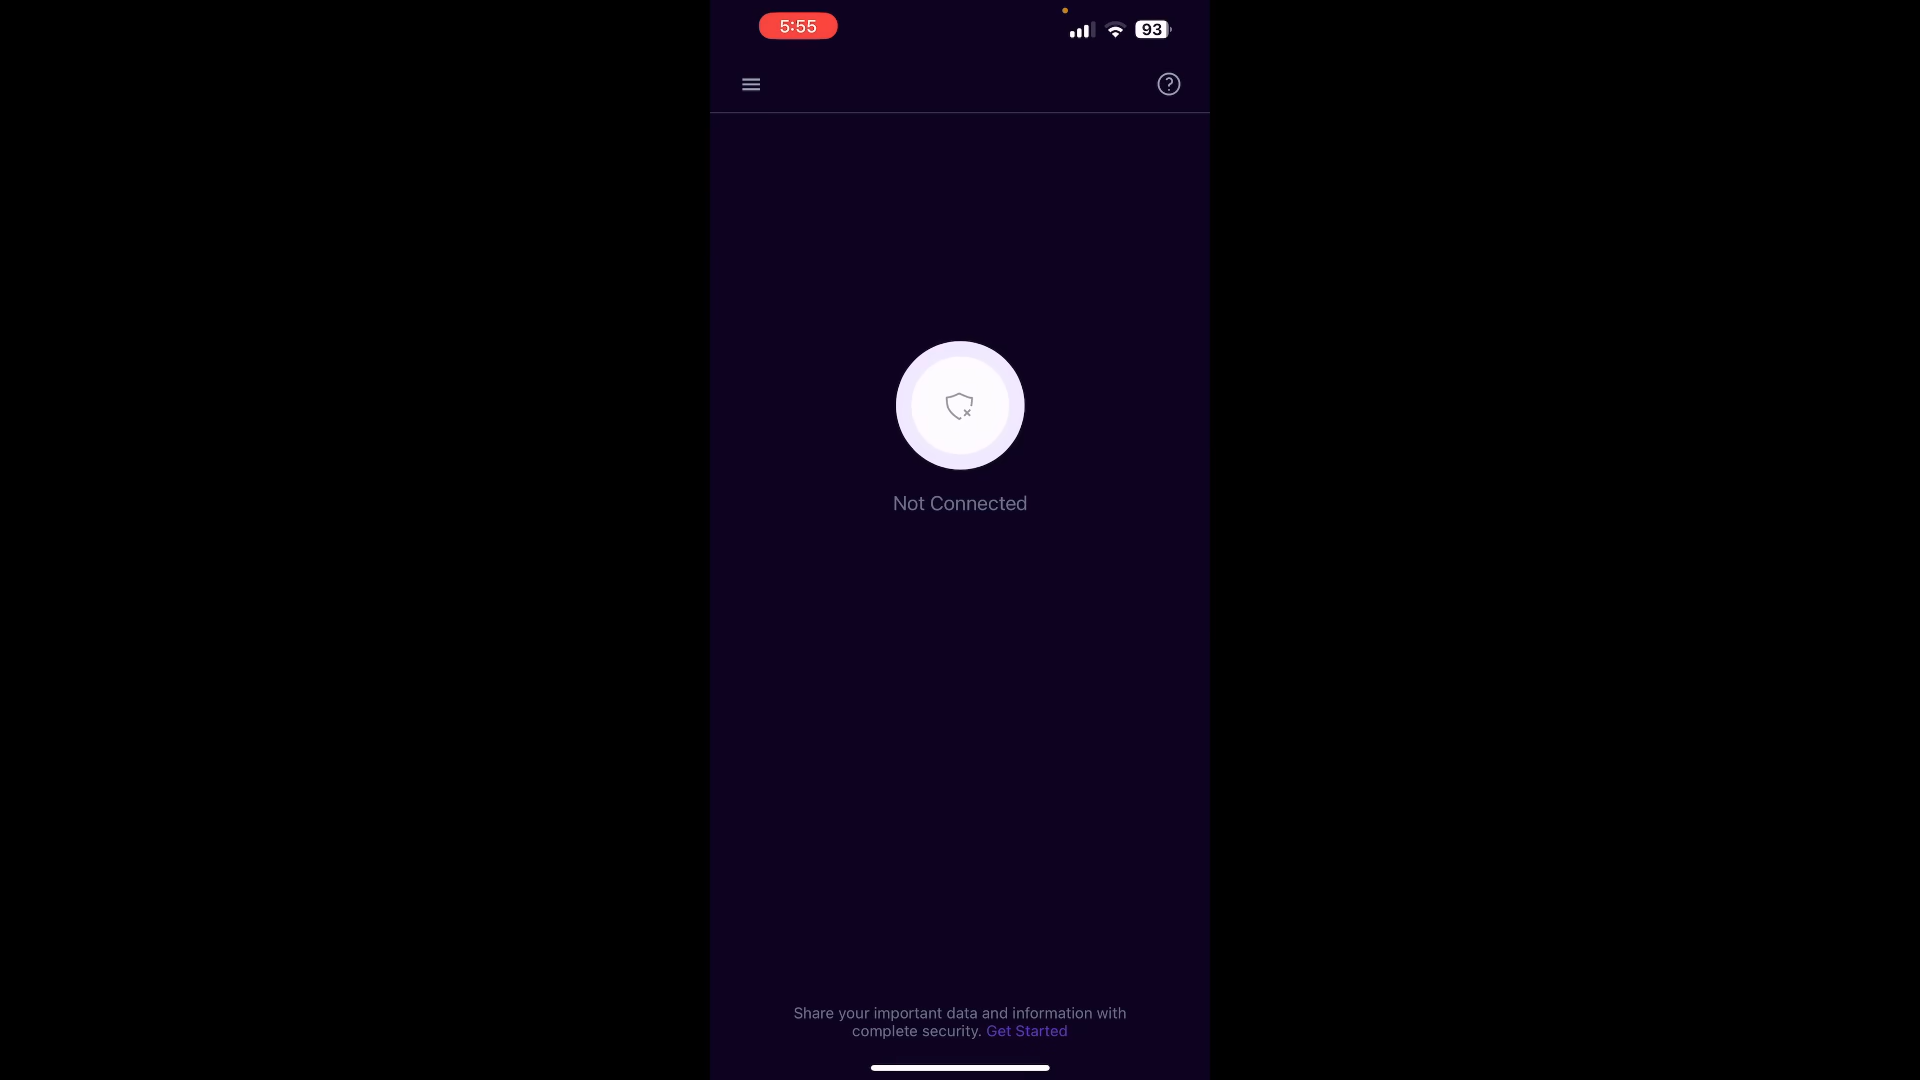 5:55
93
Not Connected
Share your important data and information with
complete security. Get Started